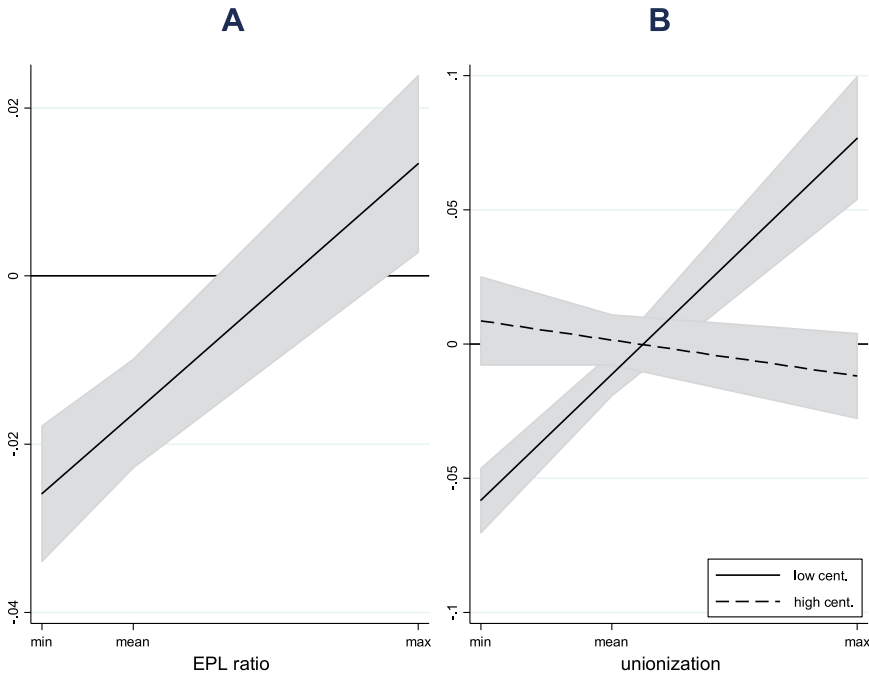 A
B
.02
0
-.02
-.04
min
mean
max
EPL ratio
.1
.05
0
-.05
-.1
low cent.
high cent.
min
mean
max
unionization